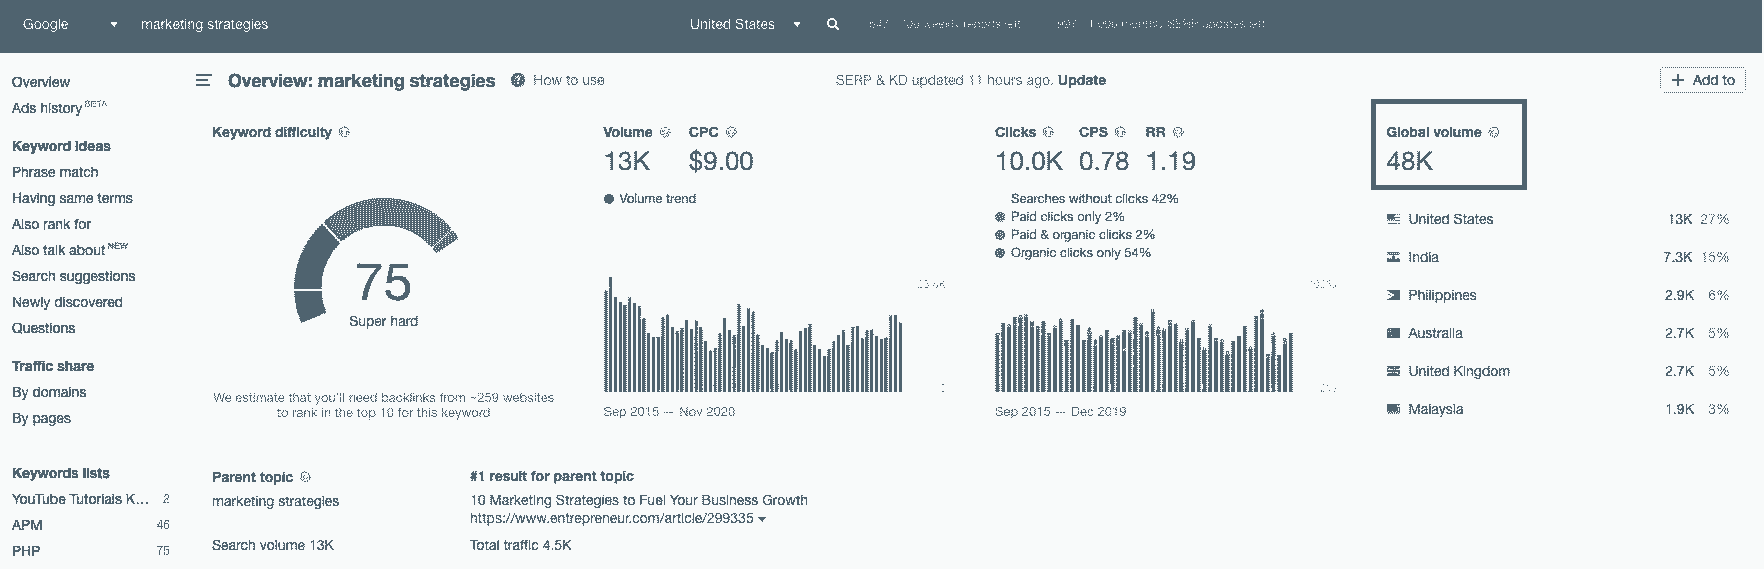 Google
marketing strategies
United States
Overview
Ads history BETA
Keyword ideas
Phrase match
Having same terms
Also rank for
Also talk about NEW
Search suggestions
Newly discovered
Questions
Traffic share
By domains
By pages
Keywords lists
YouTube Tutorials K... 2
APM 46
PHP 75
Overview: marketing strategies ? How to use
SERP & KD updated 11 hours ago. Update
+ Add to
Keyword difficulty
75
Super hard
We estimate that you'll need backlinks from ~259 websites
to rank in the top 10 for this keyword
Volume CPC
13K $9.00
Volume trend
Sep 2015 — Nov 2020
Clicks CPS RR
10.0K 0.78 1.19
Searches without clicks 42%
Paid clicks only 2%
Paid & organic clicks 2%
Organic clicks only 54%
Sep 2015 — Dec 2019
Global volume
48K
United States 13K 27%
India 7.3K 15%
Philippines 2.9K 6%
Australia 2.7K 5%
United Kingdom 2.7K 5%
Malaysia 1.9K 3%
Parent topic
marketing strategies
Search volume 13K
#1 result for parent topic
10 Marketing Strategies to Fuel Your Business Growth
https://www.entrepreneur.com/article/299335
Total traffic 4.5K